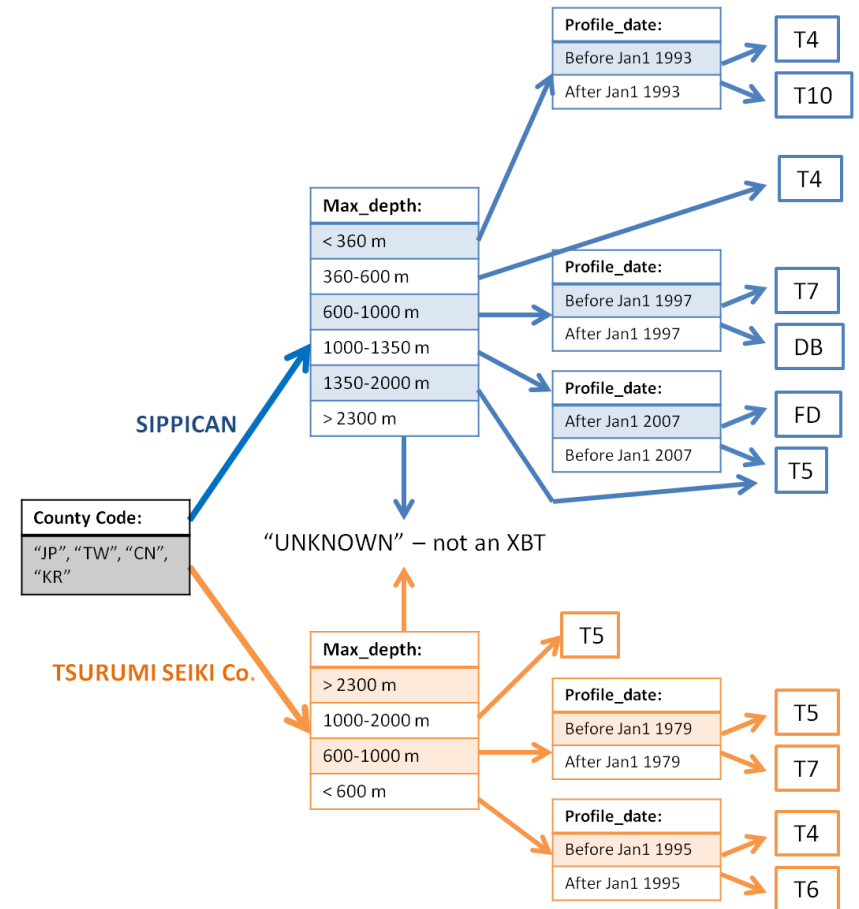 Profile_date:
Before Jan1 1993
After Jan1 1993
T4
T10
T4
Max_depth:
< 360 m
360-600 m
600-1000 m
1000-1350 m
1350-2000 m
> 2300 m
Profile_date:
Before Jan1 1997
After Jan1 1997
T7
DB
Profile_date:
After Jan1 2007
Before Jan1 2007
FD
T5
SIPPICAN
County Code:
"JP", "TW", "CN",
"KR"
"UNKNOWN" – not an XBT
TSURUMI SEIKI Co.
Max_depth:
> 2300 m
1000-2000 m
600-1000 m
< 600 m
T5
Profile_date:
Before Jan1 1979
After Jan1 1979
T5
T7
Profile_date:
Before Jan1 1995
After Jan1 1995
T4
T6